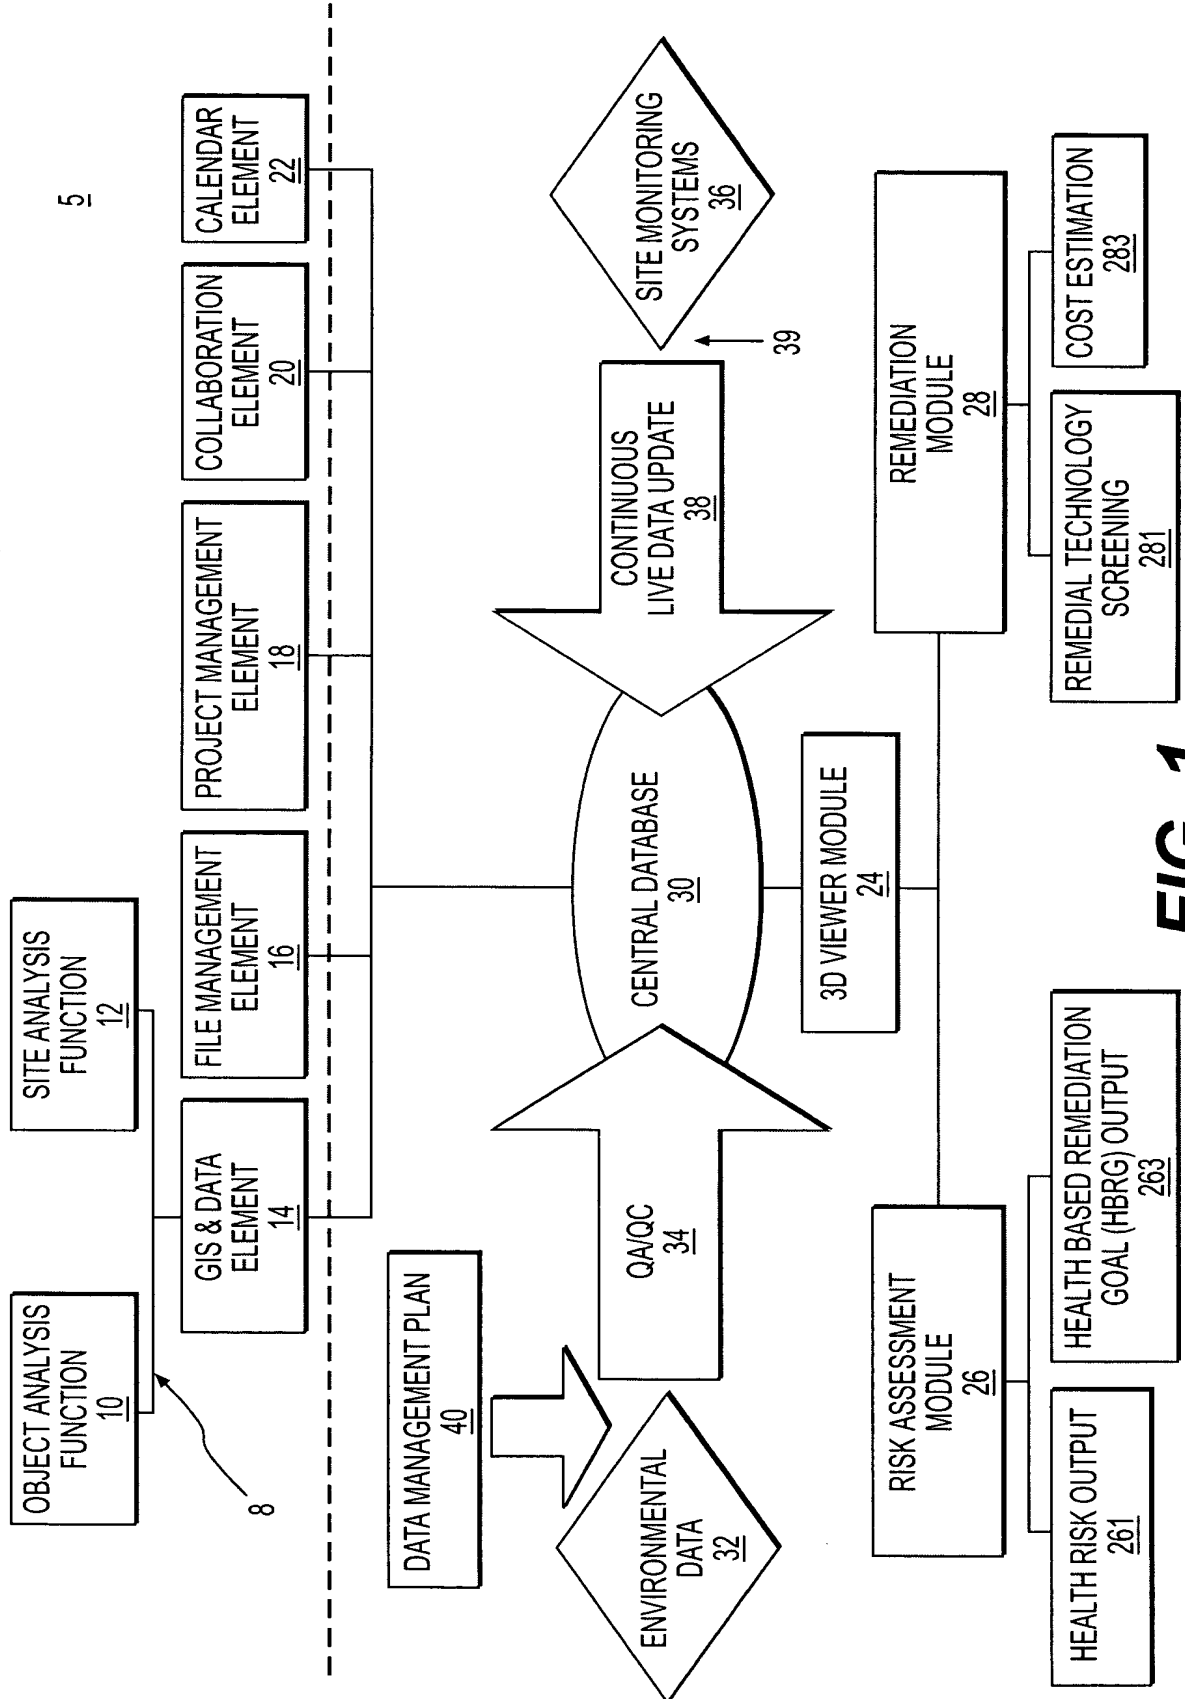 5
OBJECT ANALYSIS
FUNCTION
10
SITE ANALYSIS
FUNCTION
12
8
GIS & DATA
ELEMENT
14
FILE MANAGEMENT
ELEMENT
16
PROJECT MANAGEMENT
ELEMENT
18
COLLABORATION
ELEMENT
20
CALENDAR
ELEMENT
22
DATA MANAGEMENT PLAN
40
ENVIRONMENTAL
DATA
32
QA/QC
34
CENTRAL DATABASE
30
CONTINUOUS
LIVE DATA UPDATE
38
39
SITE MONITORING
SYSTEMS
36
3D VIEWER MODULE
24
RISK ASSESSMENT
MODULE
26
REMEDIATION
MODULE
28
HEALTH RISK OUTPUT
261
HEALTH BASED REMEDIATION
GOAL (HBRG) OUTPUT
263
REMEDIAL TECHNOLOGY
SCREENING
281
COST ESTIMATION
283
FIG. 1